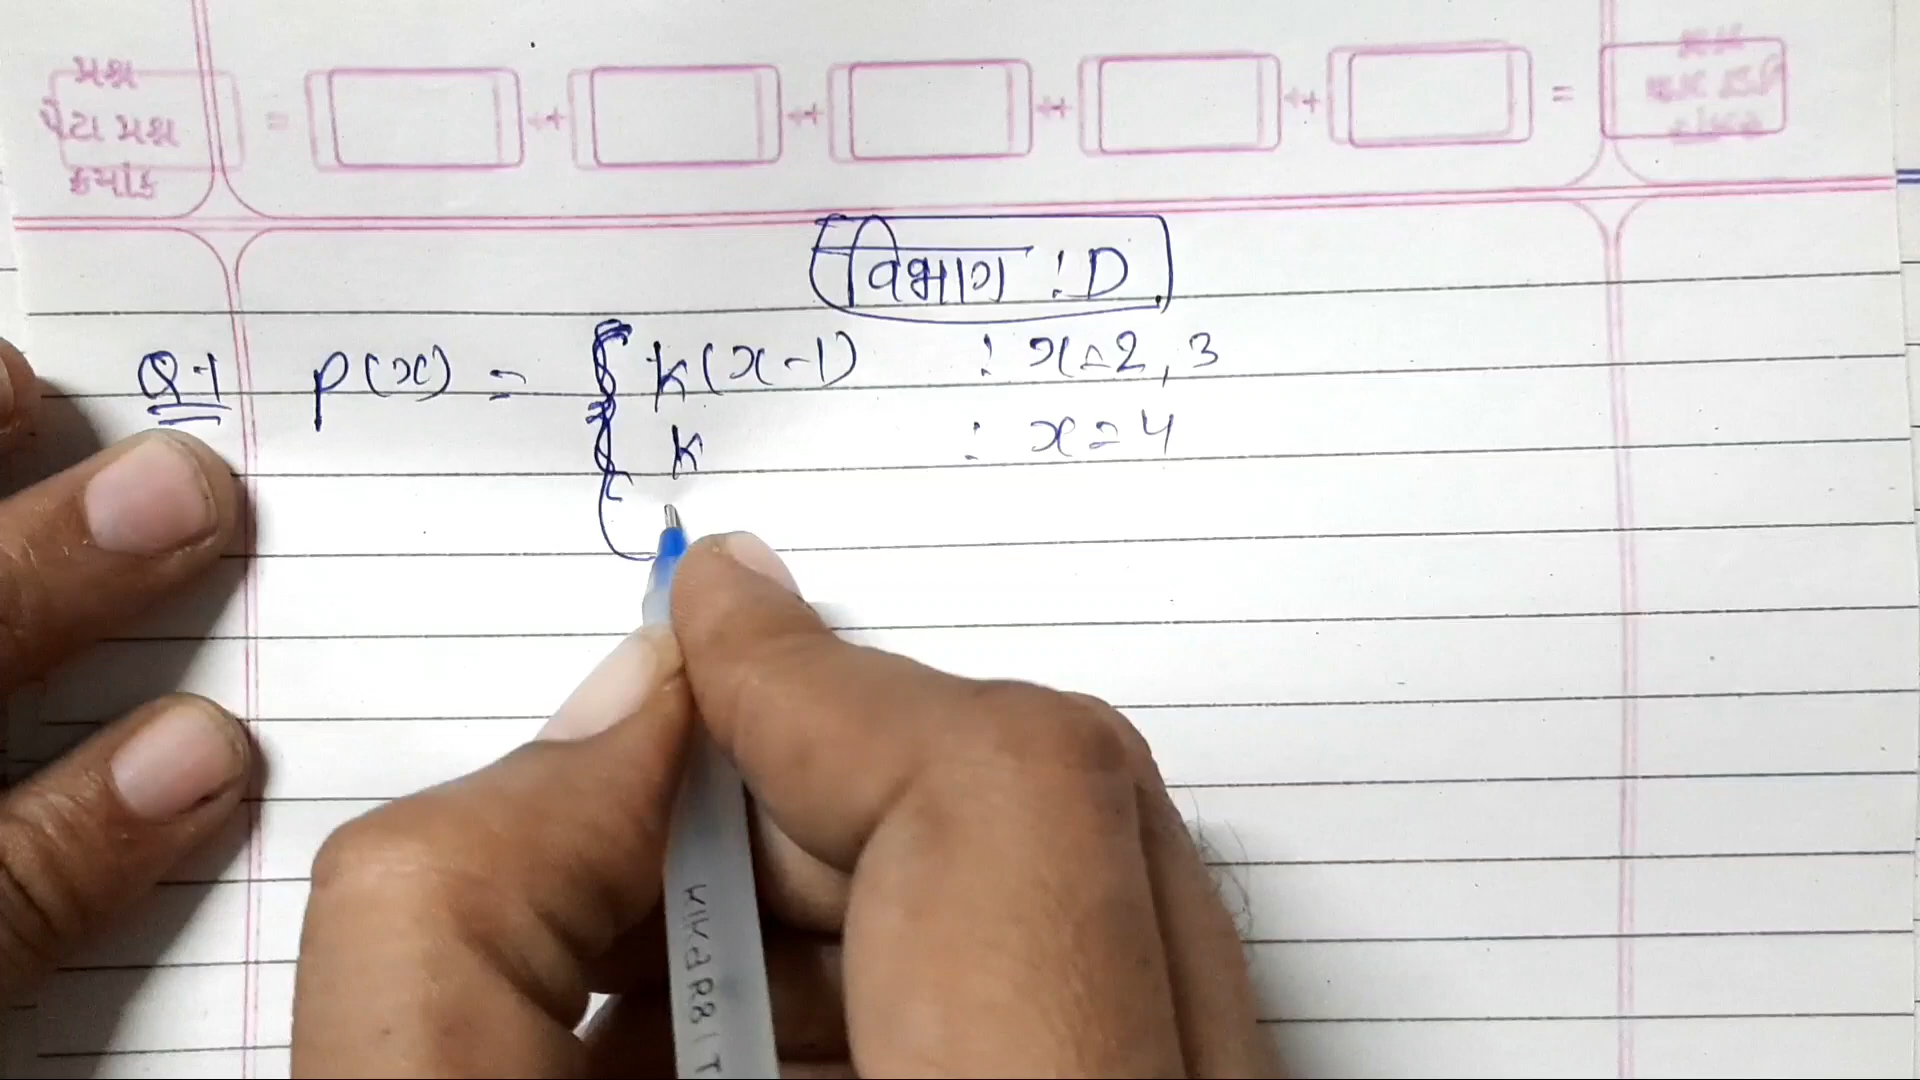 પ્રશ્ન
પેટા પ્રશ્ન
ક્રમાંક
= ++ ++ ++ ++ =
વિભાગ : D
Q-1 P(x) = { k(x-1) : x=2, 3
k : x=4